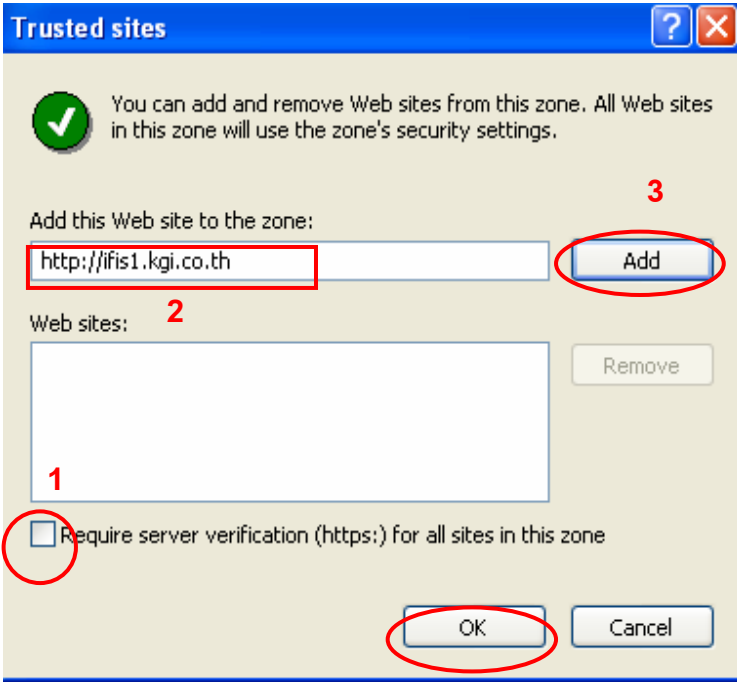 Trusted sites
You can add and remove Web sites from this zone. All Web sites
in this zone will use the zone's security settings.
3
Add this Web site to the zone:
http://ifis1.kgi.co.th
Add
2
Web sites:
Remove
1
Require server verification (https:) for all sites in this zone
OK
Cancel